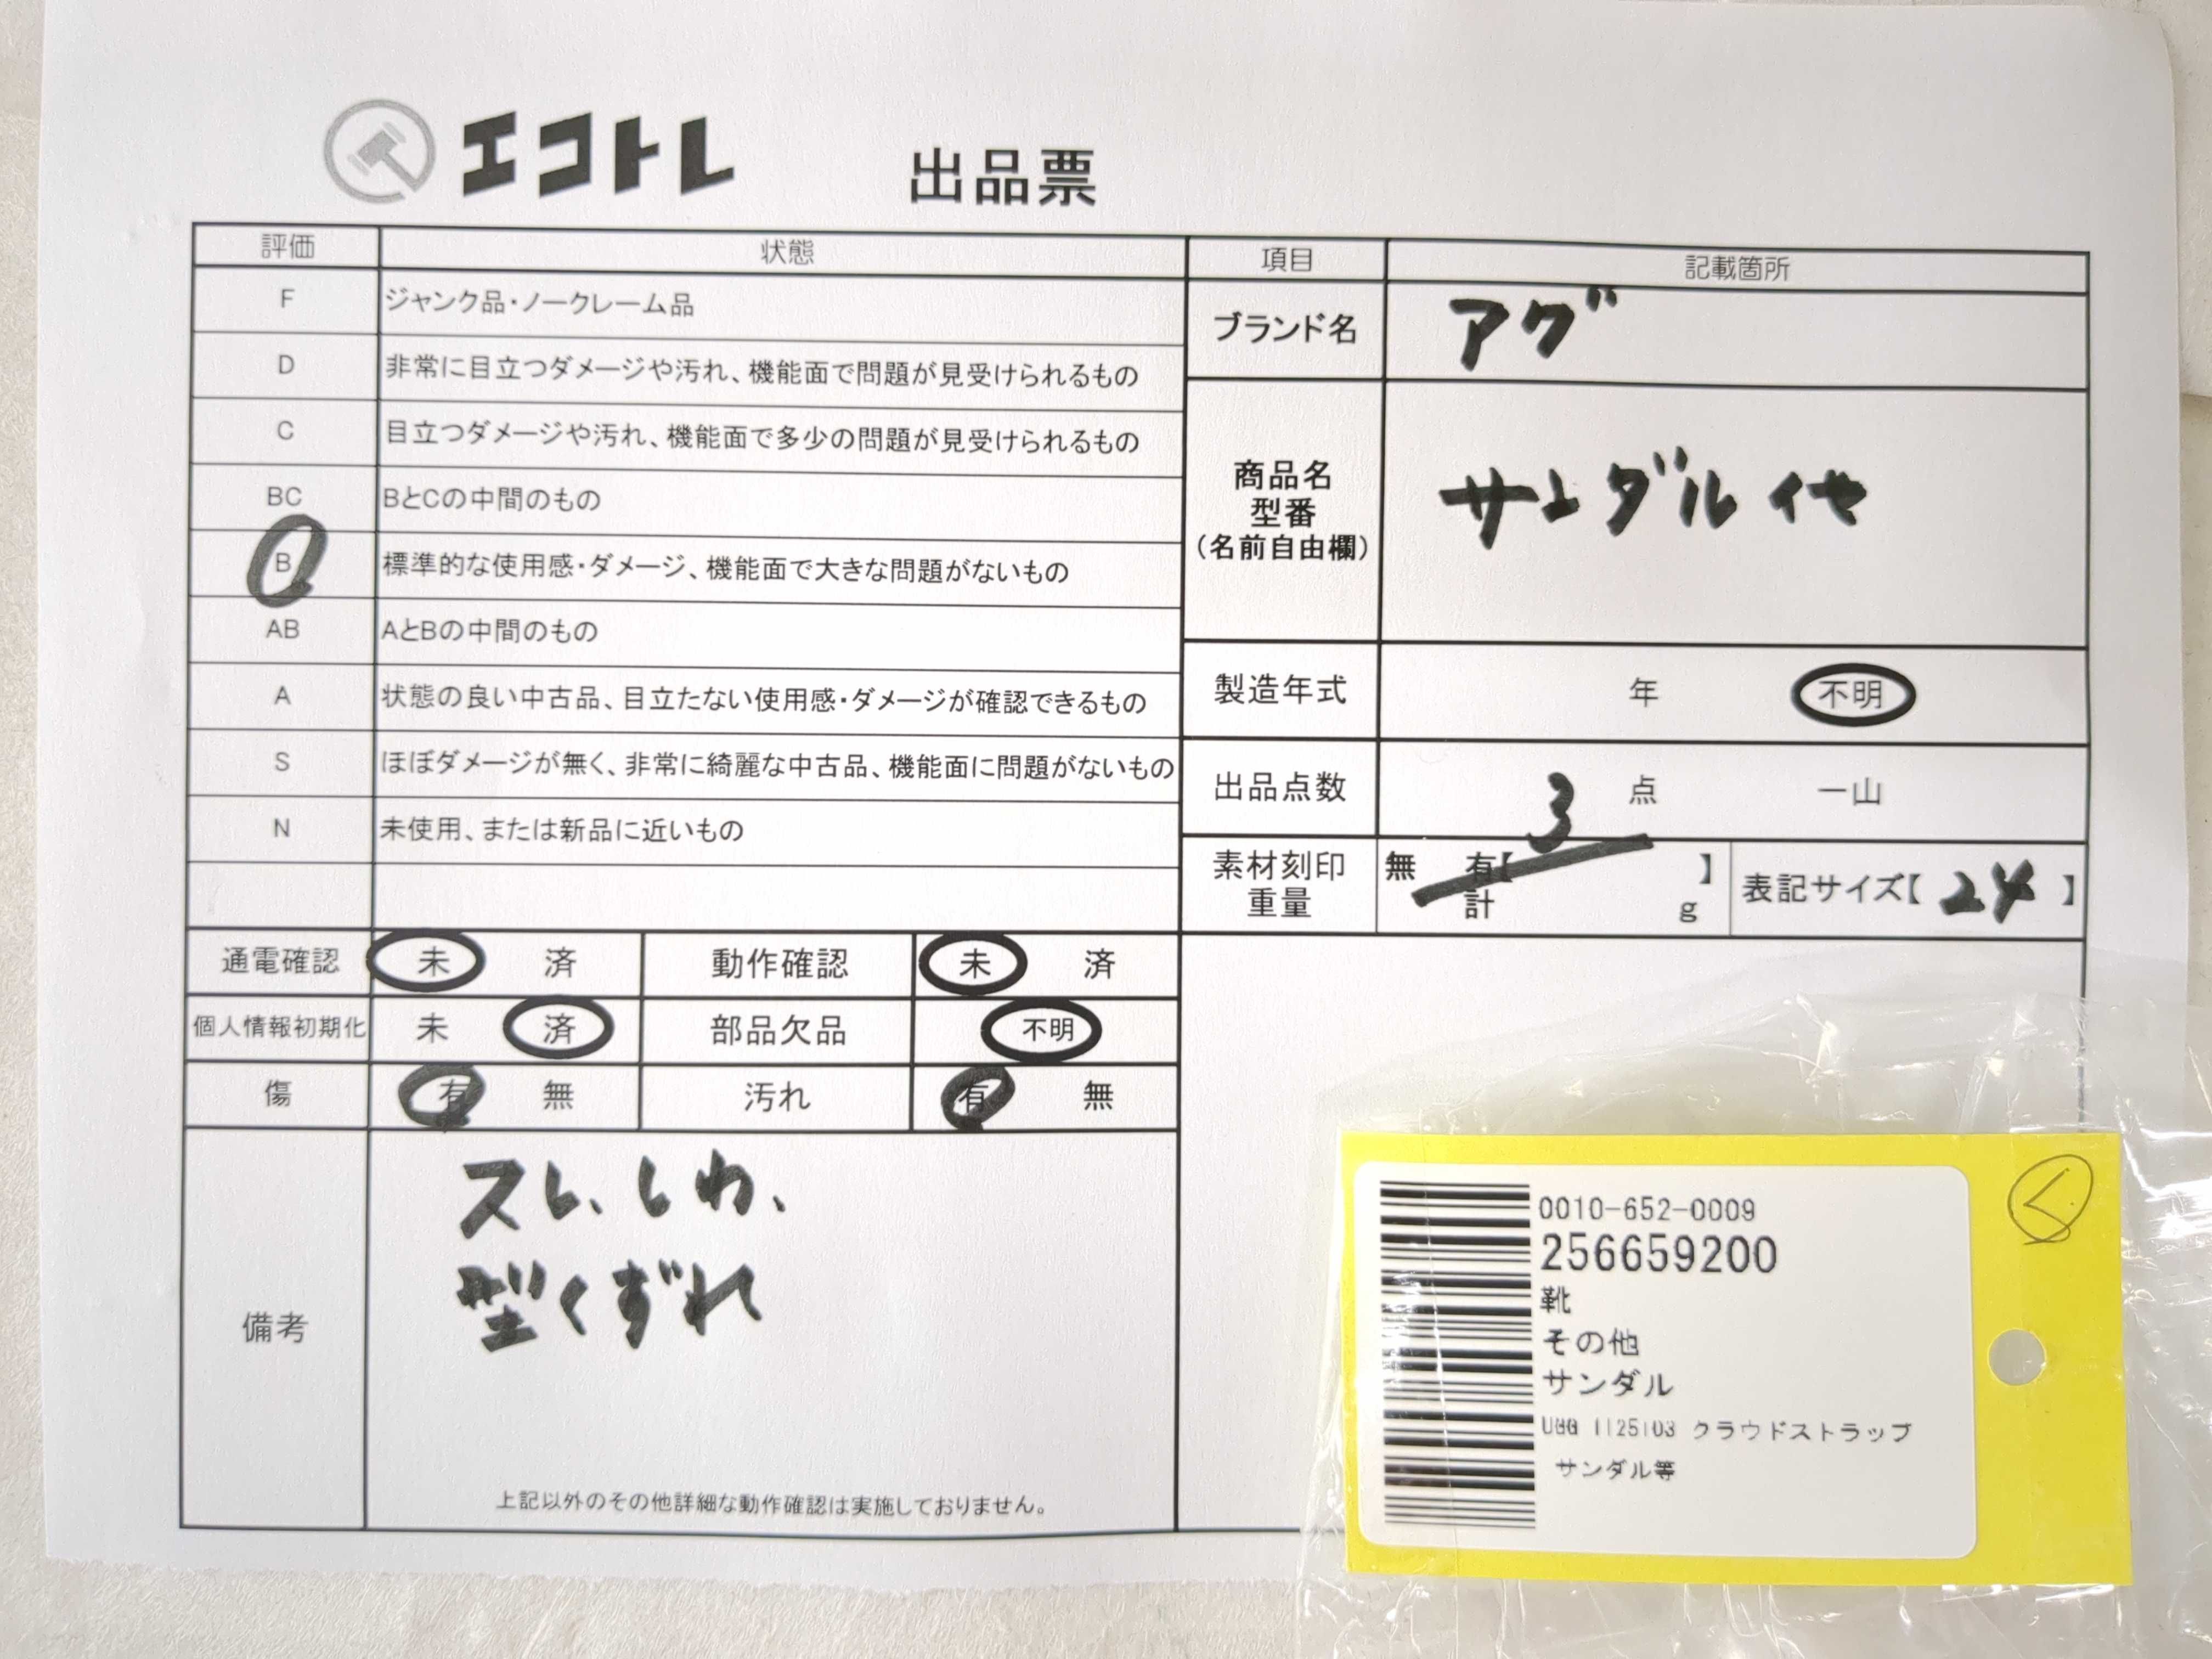 エコトレ
出品票
評価 状態
F ジャンク品・ノークレーム品
D 非常に目立つダメージや汚れ、機能面で問題が見受けられるもの
C 目立つダメージや汚れ、機能面で多少の問題が見受けられるもの
BC BとCの中間のもの
B 標準的な使用感・ダメージ、機能面で大きな問題がないもの
AB AとBの中間のもの
A 状態の良い中古品、目立たない使用感・ダメージが確認できるもの
S ほぼダメージが無く、非常に綺麗な中古品、機能面に問題がないもの
N 未使用、または新品に近いもの
項目 記載箇所
ブランド名 アグ
商品名
型番
(名前自由欄)
サンダル 他
製造年式 年 不明
出品点数 3 点 一山
素材刻印 無 有【 】
重量 計 g
表記サイズ【 24 】
通電確認 未 済 動作確認 未 済
個人情報初期化 未 済 部品欠品 不明
傷 有 無 汚れ 有 無
備考
スレ、しわ、
型くずれ
上記以外のその他詳細な動作確認は実施しておりません。
0010-652-0009
256659200
靴
その他
サンダル
UGG 1125103 クラウドストラップ
サンダル等
く